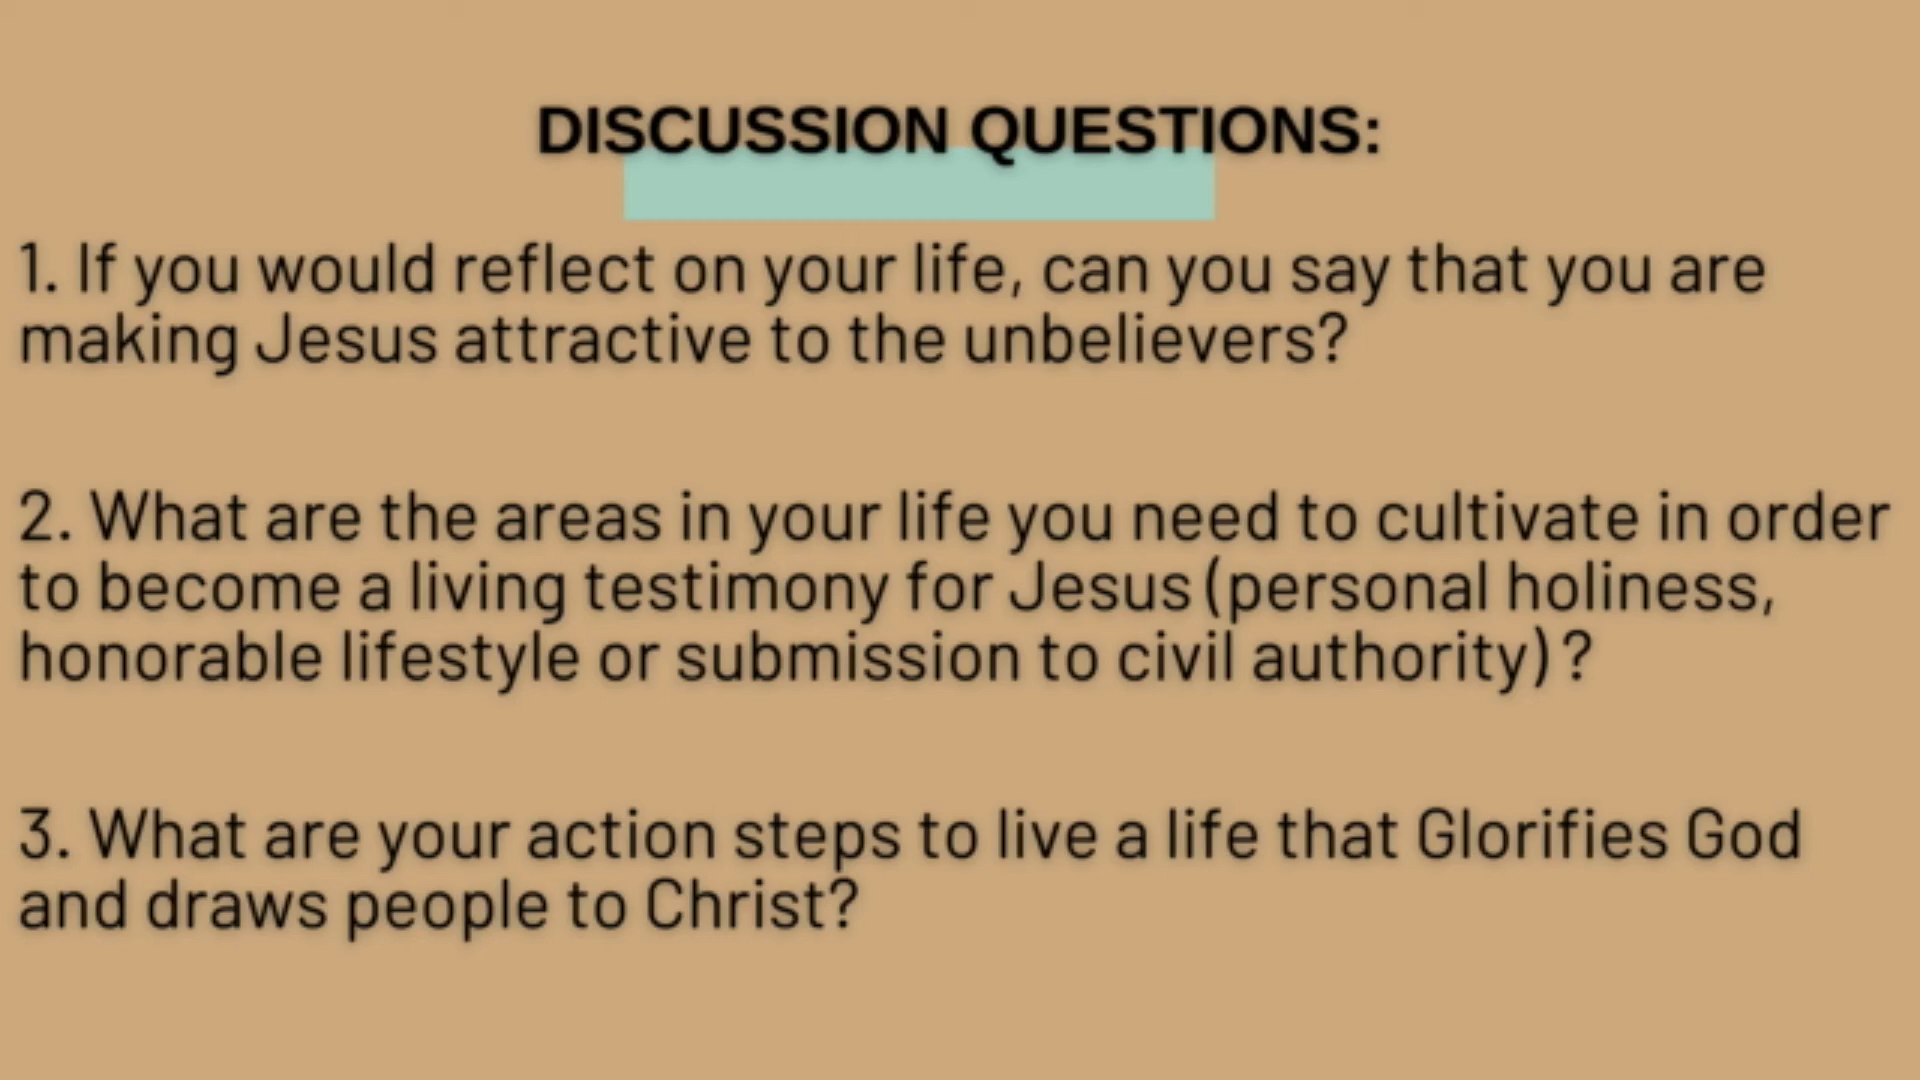 DISCUSSION QUESTIONS:
1. If you would reflect on your life, can you say that you are
making Jesus attractive to the unbelievers?
2. What are the areas in your life you need to cultivate in order
to become a living testimony for Jesus (personal holiness,
honorable lifestyle or submission to civil authority) ?
3. What are your action steps to live a life that Glorifies God
and draws people to Christ?